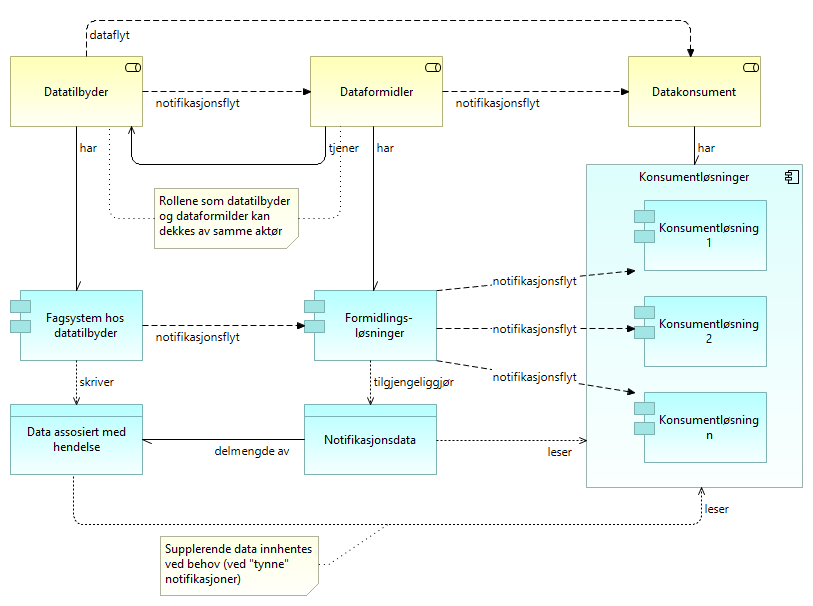 dataflyt
Datatilbyder
Dataformidler
Datakonsument
notifikasjonsflyt
notifikasjonsflyt
har
tjener
har
har
Rollene som datatilbyder
og dataformilder kan
dekkes av samme aktør
Konsumentløsninger
Konsumentløsning
1
notifikasjonsflyt
Fagsystem hos
datatilbyder
notifikasjonsflyt
Formidlings-
løsninger
notifikasjonsflyt
Konsumentløsning
2
notifikasjonsflyt
skriver
tilgjengeliggjør
Konsumentløsning
n
Data assosiert med
hendelse
delmengde av
Notifikasjonsdata
leser
leser
Supplerende data innhentes
ved behov (ved "tynne"
notifikasjoner)